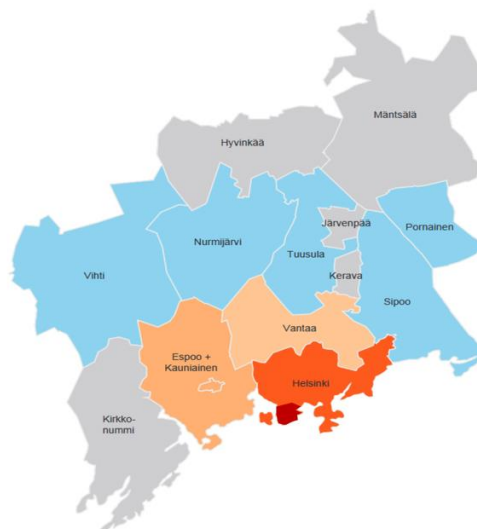 Mäntsälä
Hyvinkää
Järvenpää
Pornainen
Nurmijärvi
Tuusula
Vihti
Kerava
Sipoo
Vantaa
Espoo +
Kauniainen
Helsinki
Kirkko-
nummi